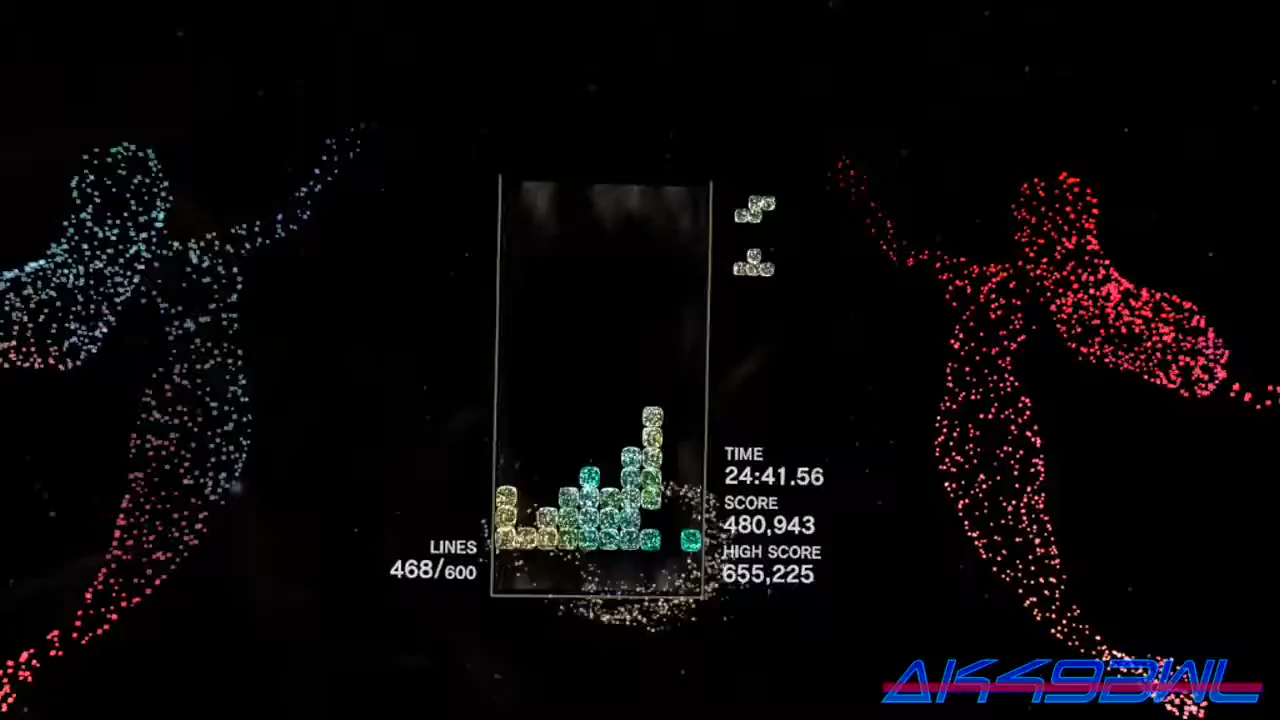 TIME
24:41.56
SCORE
480,943
HIGH SCORE
655,225
LINES
468/600
AK49BWL